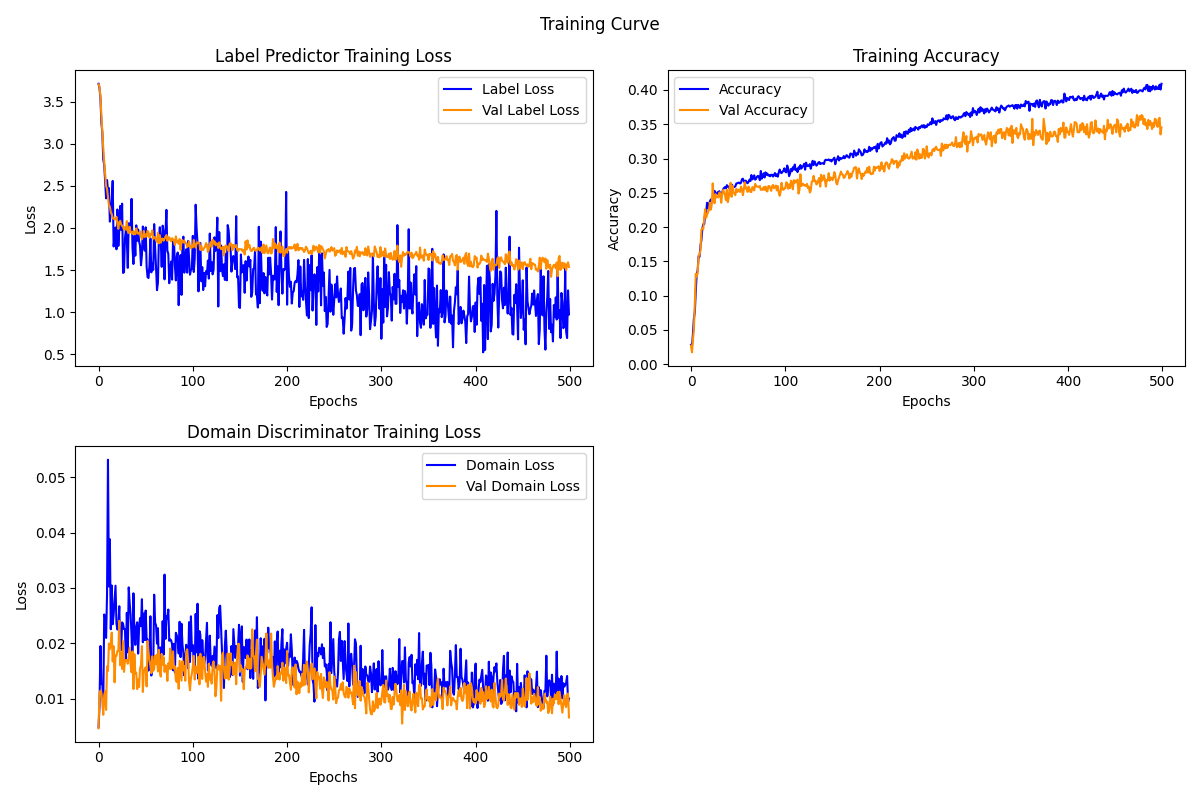 Training Curve
Label Predictor Training Loss
Loss
3.5
3.0
2.5
2.0
1.5
1.0
0.5
0
100
200
300
400
500
Epochs
Label Loss
Val Label Loss
Training Accuracy
Accuracy
0.40
0.35
0.30
0.25
0.20
0.15
0.10
0.05
0.00
0
100
200
300
400
500
Epochs
Accuracy
Val Accuracy
Domain Discriminator Training Loss
Loss
0.05
0.04
0.03
0.02
0.01
0
100
200
300
400
500
Epochs
Domain Loss
Val Domain Loss